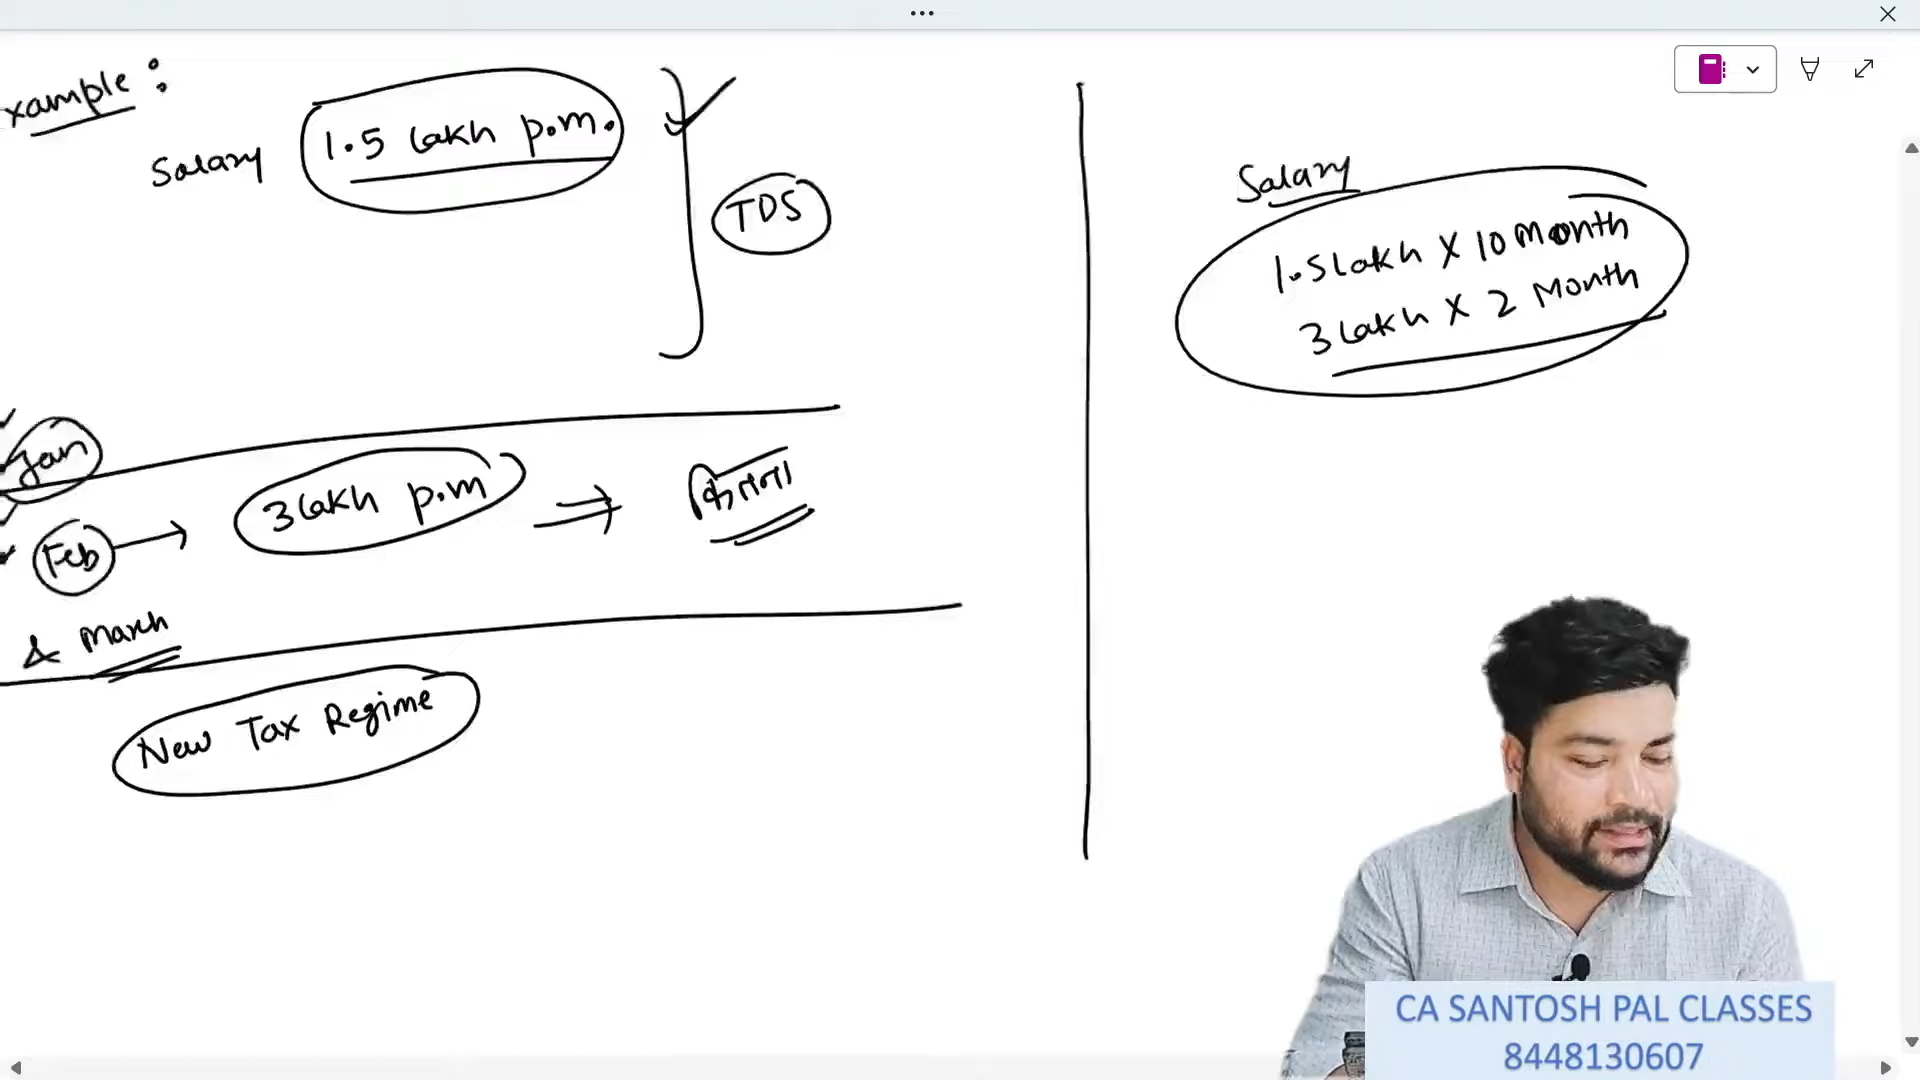 xample :
Salary 1.5 Lakh p.m.
TDS
Jan
Feb → 3 Lakh p.m ⇒ कितना
& March
New Tax Regime
Salary
1.5 Lakh X 10 Month
3 Lakh X 2 Month
CA SANTOSH PAL CLASSES
8448130607